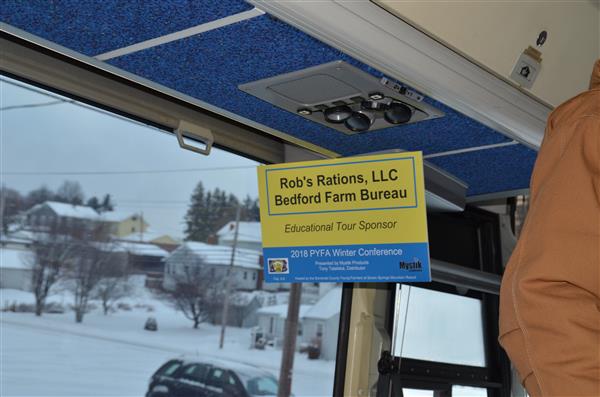 Rob's Rations, LLC
Bedford Farm Bureau
Educational Tour Sponsor
2018 PYFA Winter Conference
Presented by Mystik Products
Tony Talalaka, Distributor
Mystik